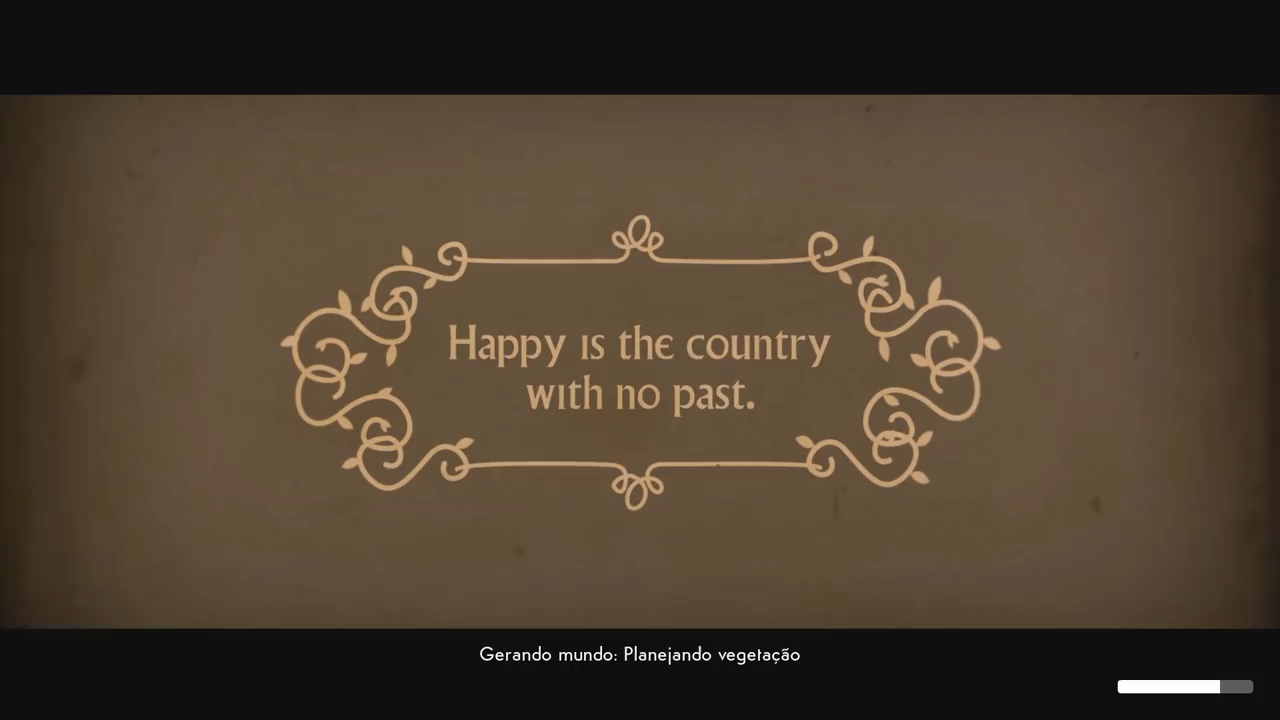 Happy is the country
with no past.
Gerando mundo: Planejando vegetação